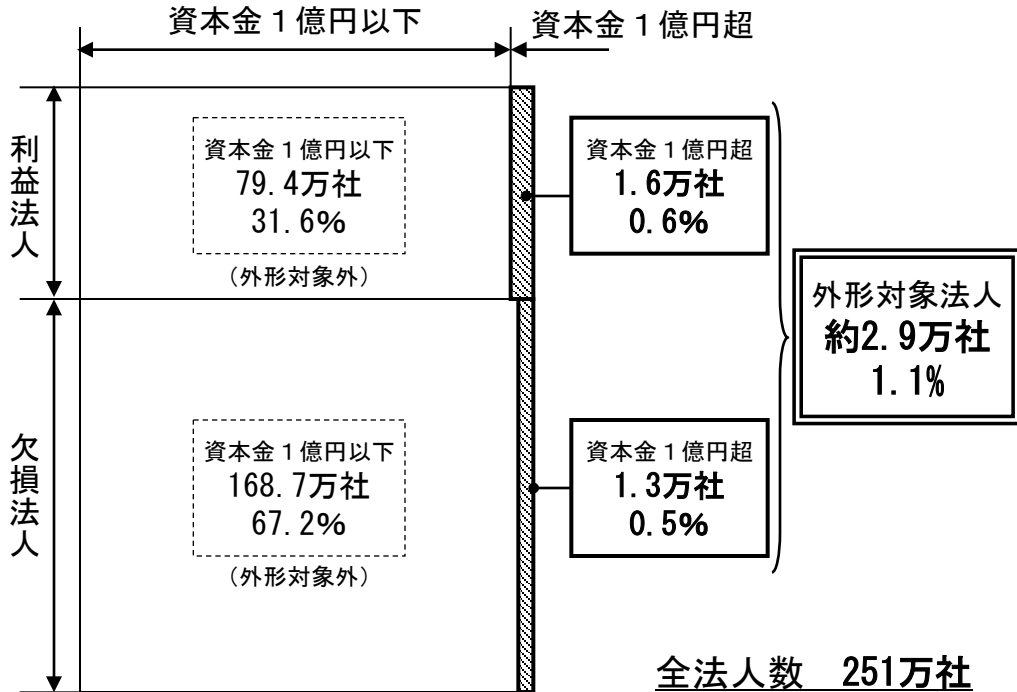 資本金１億円以下
資本金１億円超
利益法人
資本金１億円以下
79.4万社
31.6%
（外形対象外）
資本金１億円超
1.6万社
0.6%
外形対象法人
約2.9万社
1.1%
欠損法人
資本金１億円以下
168.7万社
67.2%
（外形対象外）
資本金１億円超
1.3万社
0.5%
全法人数　251万社